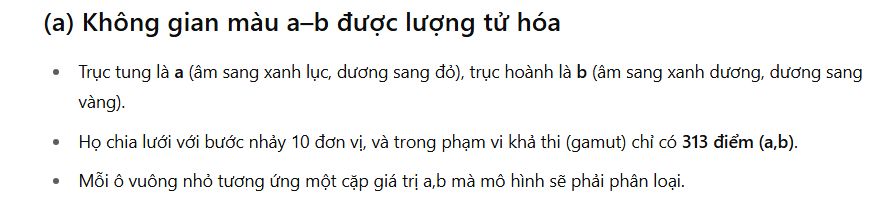 (a) Không gian màu a–b được lượng tử hóa
• Trục tung là a (âm sang xanh lục, dương sang đỏ), trục hoành là b (âm sang xanh dương, dương sang
vàng).
• Họ chia lưới với bước nhảy 10 đơn vị, và trong phạm vi khả thi (gamut) chỉ có 313 điểm (a,b).
• Mỗi ô vuông nhỏ tương ứng một cặp giá trị a,b mà mô hình sẽ phải phân loại.